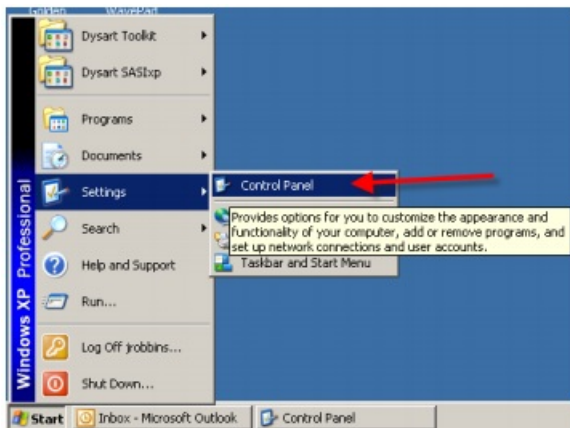 Golden WavePad
Dysart Toolkit
Dysart SASIxp
Programs
Documents
Settings
Control Panel
Provides options for you to customize the appearance and
functionality of your computer, add or remove programs, and
set up network connections and user accounts.
Taskbar and Start Menu
Search
Help and Support
Run...
Log Off jrobbins...
Shut Down...
Windows XP Professional
Start
Inbox - Microsoft Outlook
Control Panel